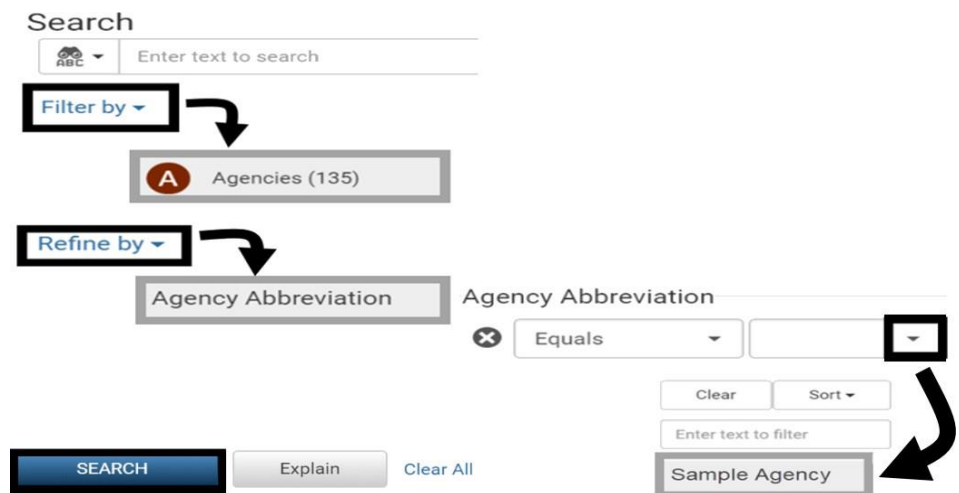 Search
ABC Enter text to search
Filter by
A Agencies (135)
Refine by
Agency Abbreviation
Agency Abbreviation
Equals
Clear Sort
Enter text to filter
Sample Agency
SEARCH Explain Clear All